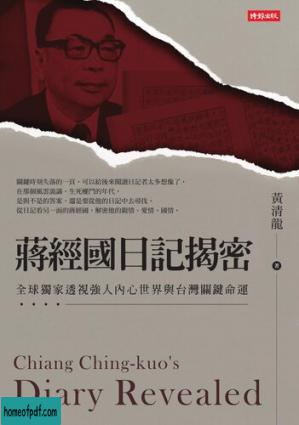 時報出版
關鍵時刻失落的一頁，可以給後來閱讀日記者太多想像了，
在那個風雲詭譎、生死難卜的年代，
是與不是的答案，還是要從他的日記中去尋找。
從日記看另一面的蔣經國，解密他的親情、愛情、國情。
黃清龍
著
蔣經國日記揭密
全球獨家透視強人內心世界與台灣關鍵命運
Chiang Ching-kuo's
Diary Revealed
homeofpdf.com